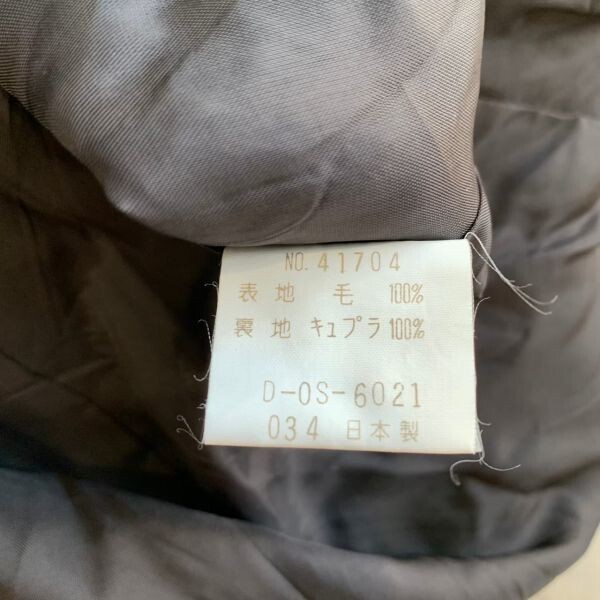 NO. 41704
表地 毛 100%
裏地 キュプラ 100%
D-OS-6021
034 日本製